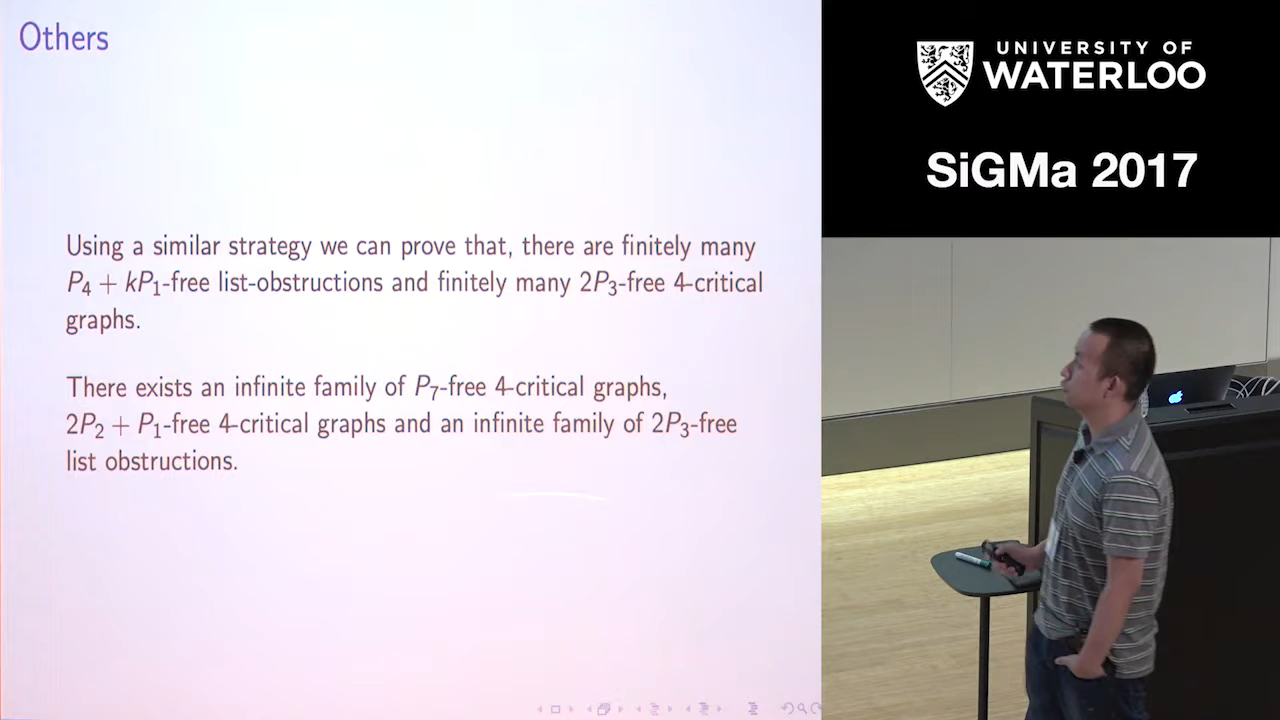 Others
Using a similar strategy we can prove that, there are finitely many
P₄ + kP₁-free list-obstructions and finitely many 2P₃-free 4-critical
graphs.
There exists an infinite family of P₇-free 4-critical graphs,
2P₂ + P₁-free 4-critical graphs and an infinite family of 2P₃-free
list obstructions.
UNIVERSITY OF
WATERLOO
SiGMa 2017